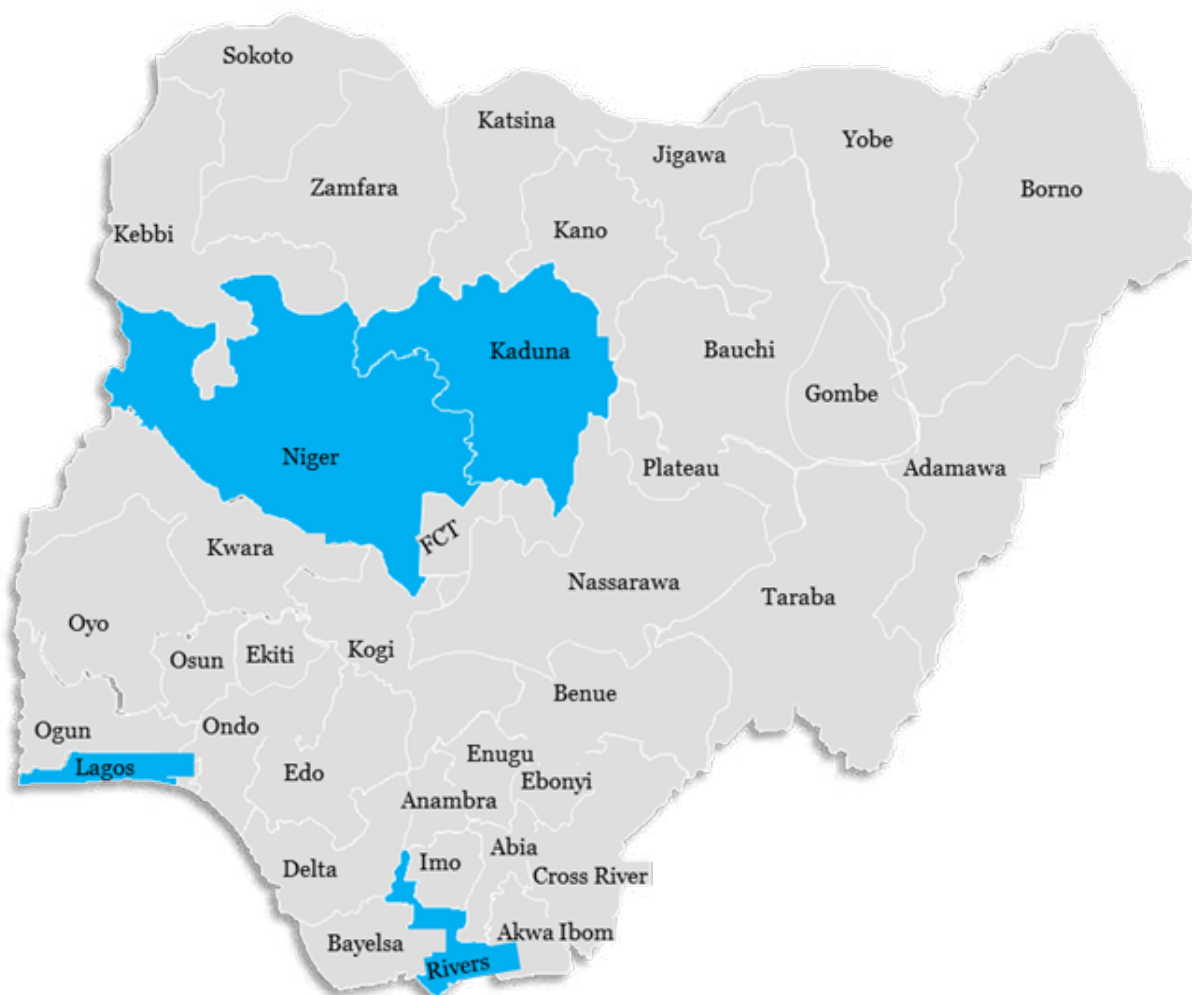 Sokoto
Katsina
Yobe
Jigawa
Zamfara
Borno
Kebbi
Kano
Kaduna
Bauchi
Gombe
Niger
Plateau
Adamawa
FCT
Kwara
Nassarawa
Taraba
Oyo
Kogi
Osun
Ekiti
Benue
Ogun
Ondo
Enugu
Lagos
Edo
Ebonyi
Anambra
Abia
Imo
Delta
Cross River
Akwa Ibom
Bayelsa
Rivers